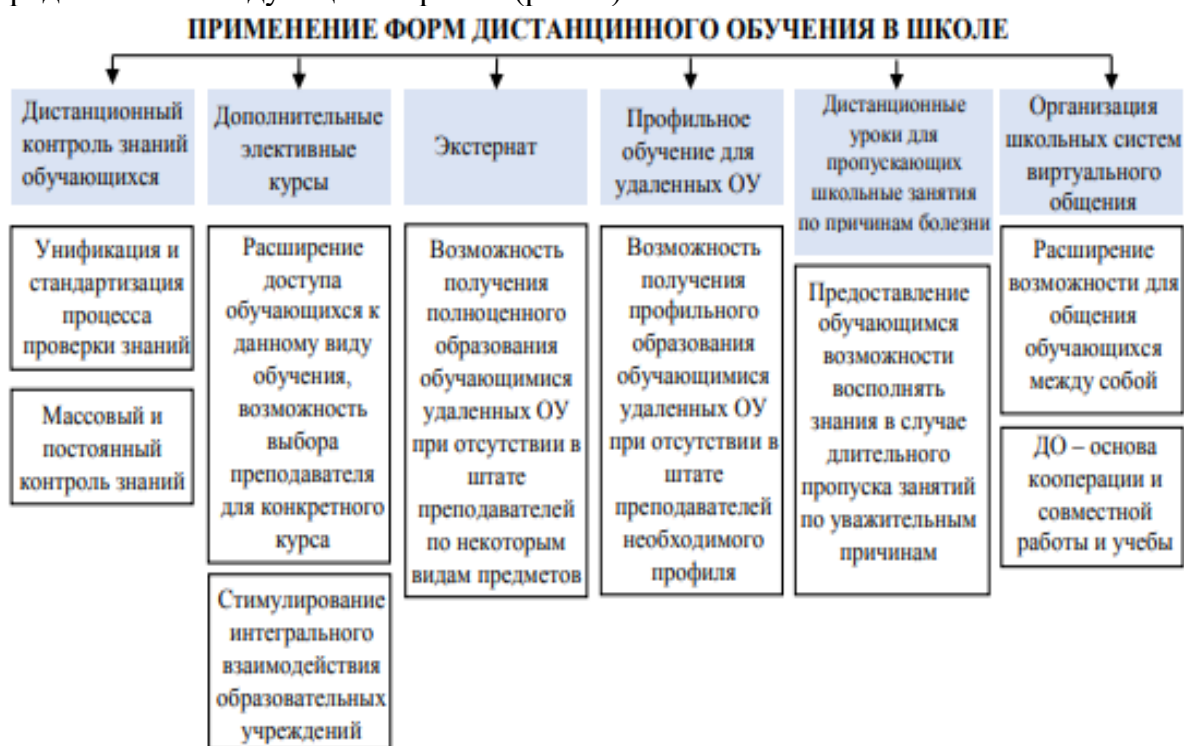 ПРИМЕНЕНИЕ ФОРМ ДИСТАНЦИННОГО ОБУЧЕНИЯ В ШКОЛЕ
Дистанционный
контроль знаний
обучающихся
Унификация и
стандартизация
процесса
проверки знаний
Массовый и
постоянный
контроль знаний
Дополнительные
элективные
курсы
Расширение
доступа
обучающихся к
данному виду
обучения,
возможность
выбора
преподавателя
для конкретного
курса
Стимулирование
интегрального
взаимодействия
образовательных
учреждений
Экстернат
Возможность
получения
полноценного
образования
обучающимися
удаленных ОУ
при отсутствии в
штате
преподавателей
по некоторым
видам предметов
Профильное
обучение для
удаленных ОУ
Возможность
получения
профильного
образования
обучающимися
удаленных ОУ
при отсутствии в
штате
преподавателей
необходимого
профиля
Дистанционные
уроки для
пропускающих
школьные занятия
по причинам болезни
Предоставление
обучающимся
возможности
восполнять
знания в случае
длительного
пропуска занятий
по уважительным
причинам
Организация
школьных систем
виртуального
общения
Расширение
возможности для
общения
обучающихся
между собой
ДО – основа
кооперации и
совместной
работы и учебы